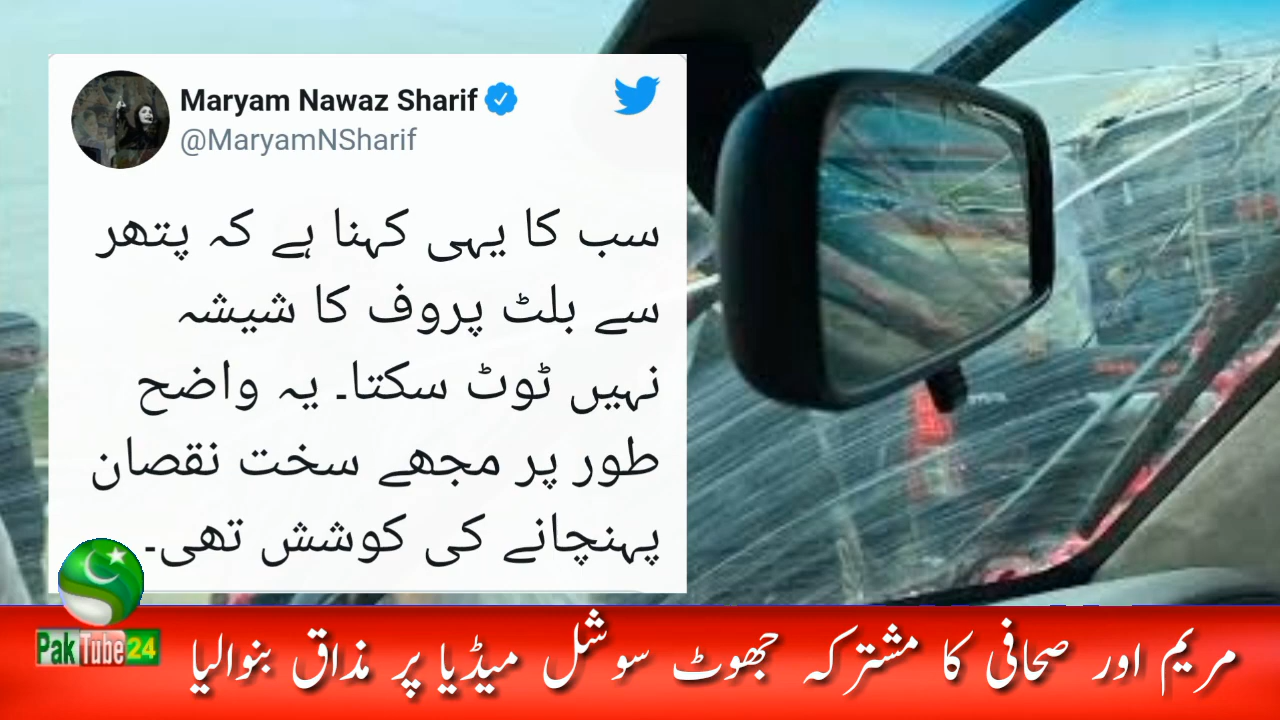 Maryam Nawaz Sharif
@MaryamNSharif
سب کا یہی کہنا ہے کہ پتھر
سے بلٹ پروف کا شیشہ
نہیں ٹوٹ سکتا۔ یہ واضح
طور پر مجھے سخت نقصان
پہنچانے کی کوشش تھی۔
PakTube24
مریم اور صحافی کا مشترکہ جھوٹ سوشل میڈیا پر مذاق بنوالیا